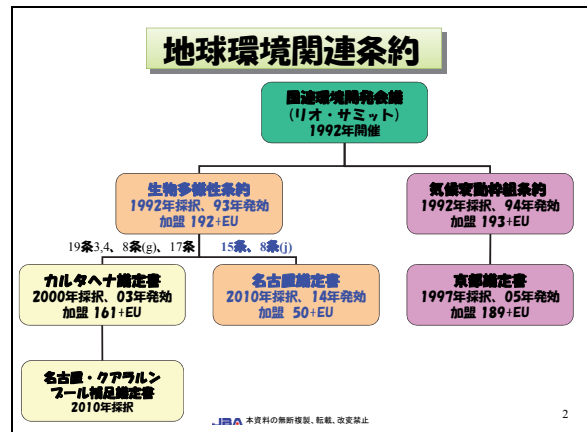 地球環境関連条約
国連環境開発会議
(リオ・サミット)
1992年開催
生物多様性条約
1992年採択、93年発効
加盟 192+EU
気候変動枠組条約
1992年採択、94年発効
加盟 193+EU
19条3,4、8条(g)、17条
15条、8条(j)
カルタヘナ議定書
2000年採択、03年発効
加盟 161+EU
名古屋議定書
2010年採択、14年発効
加盟 50+EU
京都議定書
1997年採択、05年発効
加盟 189+EU
名古屋・クアラルン
プール補足議定書
2010年採択
JBA 本資料の無断複製、転載、改変禁止
2